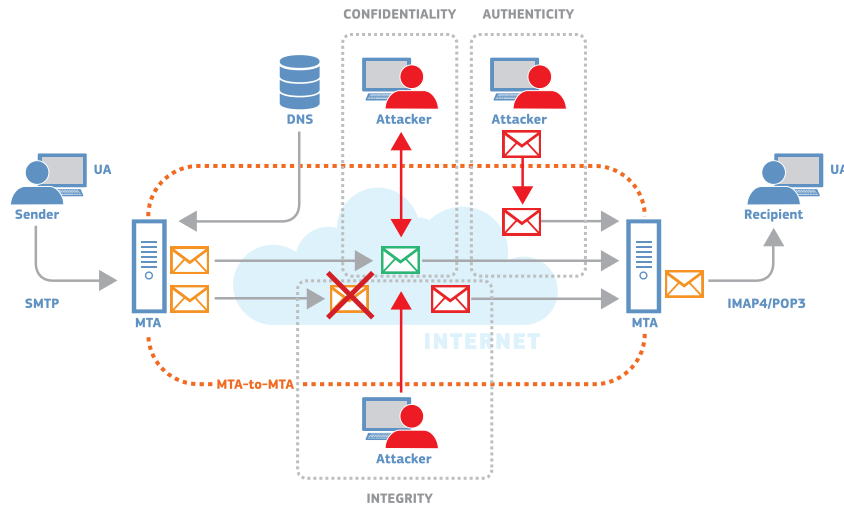 CONFIDENTIALITY
AUTHENTICITY
DNS
Attacker
Attacker
UA
UA
Sender
Recipient
SMTP
MTA
MTA
IMAP4/POP3
INTERNET
MTA-to-MTA
Attacker
INTEGRITY